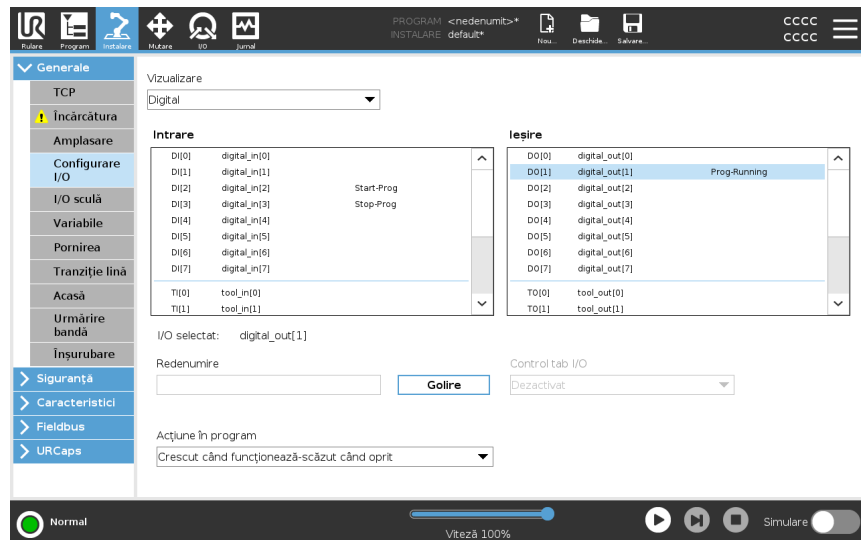 PROGRAM <nedenumit>*
INSTALARE default*
Rulare Program Instalare Mutare I/O Jurnal Nou... Deschide... Salvare...
cccc
cccc
Generale
TCP
Încărcătura
Amplasare
Configurare
I/O
I/O sculă
Variabile
Pornirea
Tranziție lină
Acasă
Urmărire
bandă
Înșurubare
Siguranță
Caracteristici
Fieldbus
URCaps
Vizualizare
Digital
Intrare
DI[0] digital_in[0]
DI[1] digital_in[1]
DI[2] digital_in[2] Start-Prog
DI[3] digital_in[3] Stop-Prog
DI[4] digital_in[4]
DI[5] digital_in[5]
DI[6] digital_in[6]
DI[7] digital_in[7]
TI[0] tool_in[0]
TI[1] tool_in[1]
Ieșire
DO[0] digital_out[0]
DO[1] digital_out[1] Prog-Running
DO[2] digital_out[2]
DO[3] digital_out[3]
DO[4] digital_out[4]
DO[5] digital_out[5]
DO[6] digital_out[6]
DO[7] digital_out[7]
TO[0] tool_out[0]
TO[1] tool_out[1]
I/O selectat: digital_out[1]
Redenumire
Golire
Control tab I/O
Dezactivat
Acțiune în program
Crescut când funcționează-scăzut când oprit
Normal
Viteză 100%
Simulare